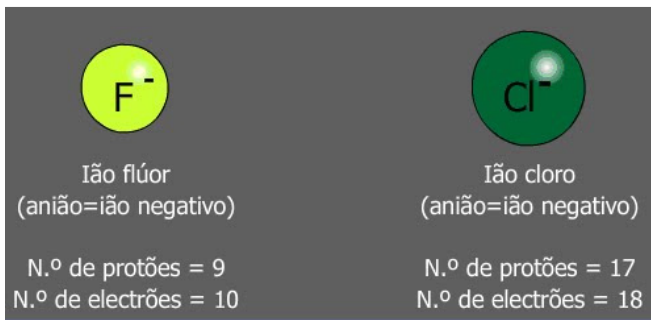 F-
Ião flúor
(anião=ião negativo)
N.º de protões = 9
N.º de electrões = 10
Cl-
Ião cloro
(anião=ião negativo)
N.º de protões = 17
N.º de electrões = 18